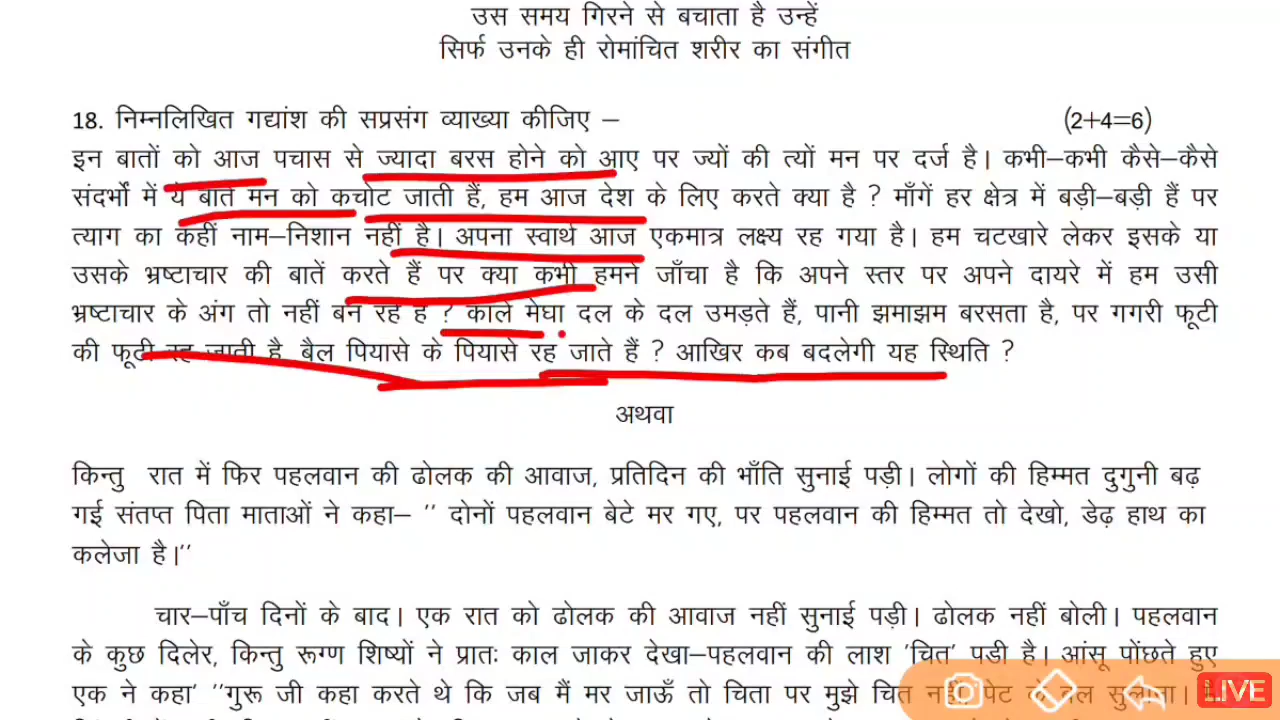 उस समय गिरने से बचाता है उन्हें
सिर्फ उनके ही रोमांचित शरीर का संगीत
18. निम्नलिखित गद्यांश की सप्रसंग व्याख्या कीजिए – (2+4=6)
इन बातों को आज पचास से ज्यादा बरस होने को आए पर ज्यों की त्यों मन पर दर्ज है। कभी–कभी कैसे–कैसे
संदर्भों में ये बातें मन को कचोट जाती हैं, हम आज देश के लिए करते क्या है ? माँगें हर क्षेत्र में बड़ी–बड़ी हैं पर
त्याग का कहीं नाम–निशान नहीं है। अपना स्वार्थ आज एकमात्र लक्ष्य रह गया है। हम चटखारे लेकर इसके या
उसके भ्रष्टाचार की बातें करते हैं पर क्या कभी हमने जाँचा है कि अपने स्तर पर अपने दायरे में हम उसी
भ्रष्टाचार के अंग तो नहीं बन रहे हैं ? काले मेघा दल के दल उमड़ते हैं, पानी झमाझम बरसता है, पर गगरी फूटी
की फूटी रह जाती है, बैल पियासे के पियासे रह जाते हैं ? आखिर कब बदलेगी यह स्थिति ?
अथवा
किन्तु रात में फिर पहलवान की ढोलक की आवाज, प्रतिदिन की भाँति सुनाई पड़ी। लोगों की हिम्मत दुगुनी बढ़
गई संतप्त पिता माताओं ने कहा– '' दोनों पहलवान बेटे मर गए, पर पहलवान की हिम्मत तो देखो, डेढ़ हाथ का
कलेजा है।''
चार–पाँच दिनों के बाद। एक रात को ढोलक की आवाज नहीं सुनाई पड़ी। ढोलक नहीं बोली। पहलवान
के कुछ दिलेर, किन्तु रूग्ण शिष्यों ने प्रातः काल जाकर देखा–पहलवान की लाश 'चित' पडी है। आंसू पोंछते हुए
एक ने कहा' ''गुरू जी कहा करते थे कि जब मैं मर जाऊँ तो चिता पर मुझे चित नहीं, पेट के बल सुलाना।
LIVE